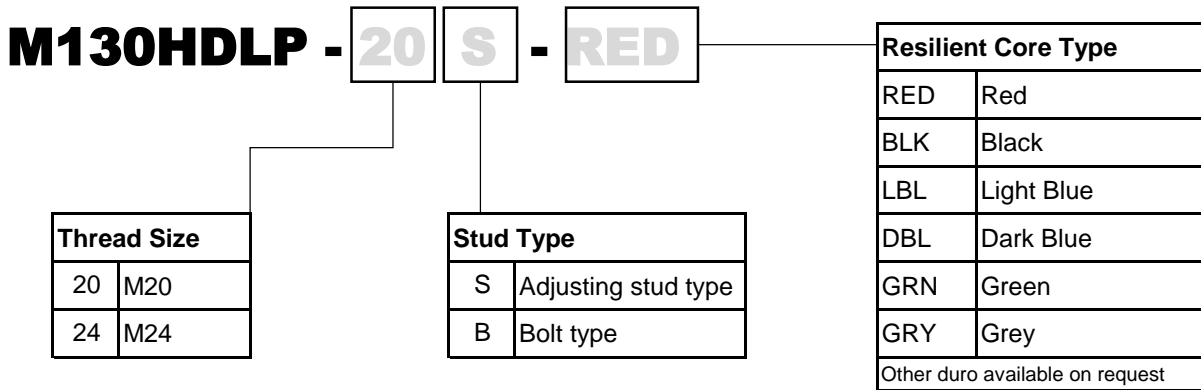 M130HDLP - 20 S - RED
Resilient Core Type
RED Red
BLK Black
LBL Light Blue
DBL Dark Blue
GRN Green
GRY Grey
Other duro available on request
Thread Size
20 M20
24 M24
Stud Type
S Adjusting stud type
B Bolt type